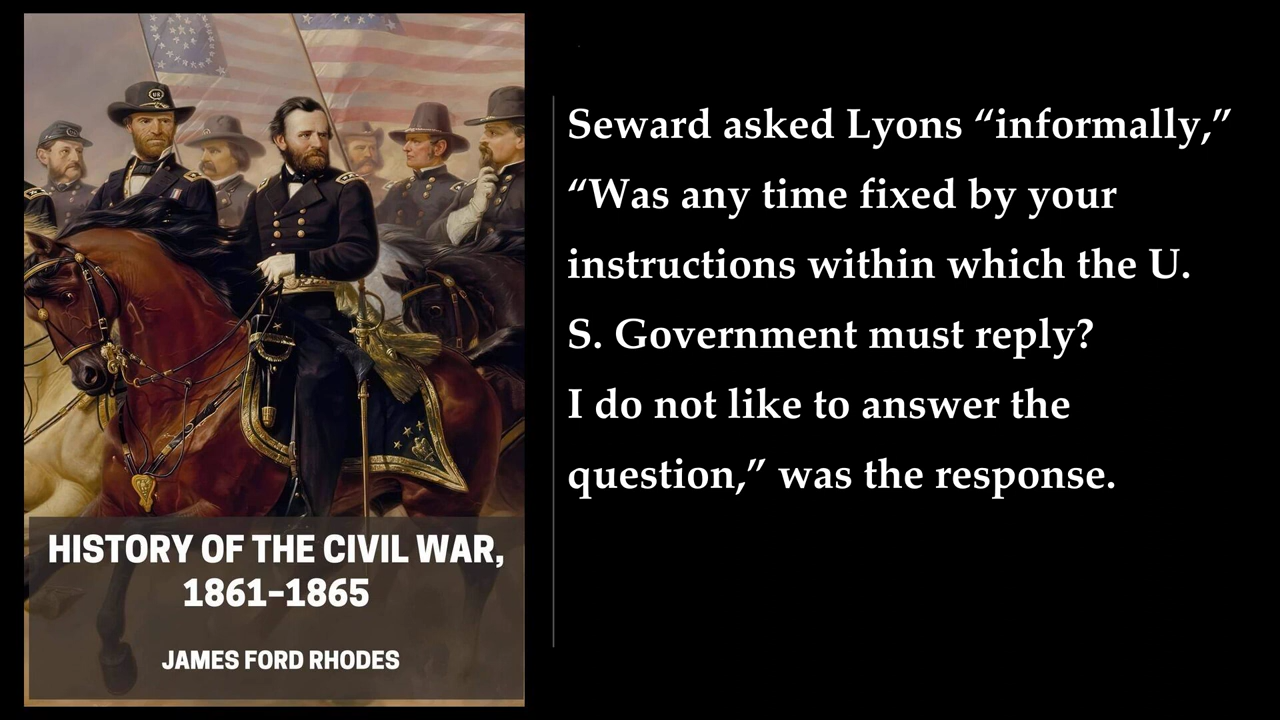 HISTORY OF THE CIVIL WAR,
1861–1865
JAMES FORD RHODES
Seward asked Lyons “informally,”
“Was any time fixed by your
instructions within which the U.
S. Government must reply?
I do not like to answer the
question,” was the response.